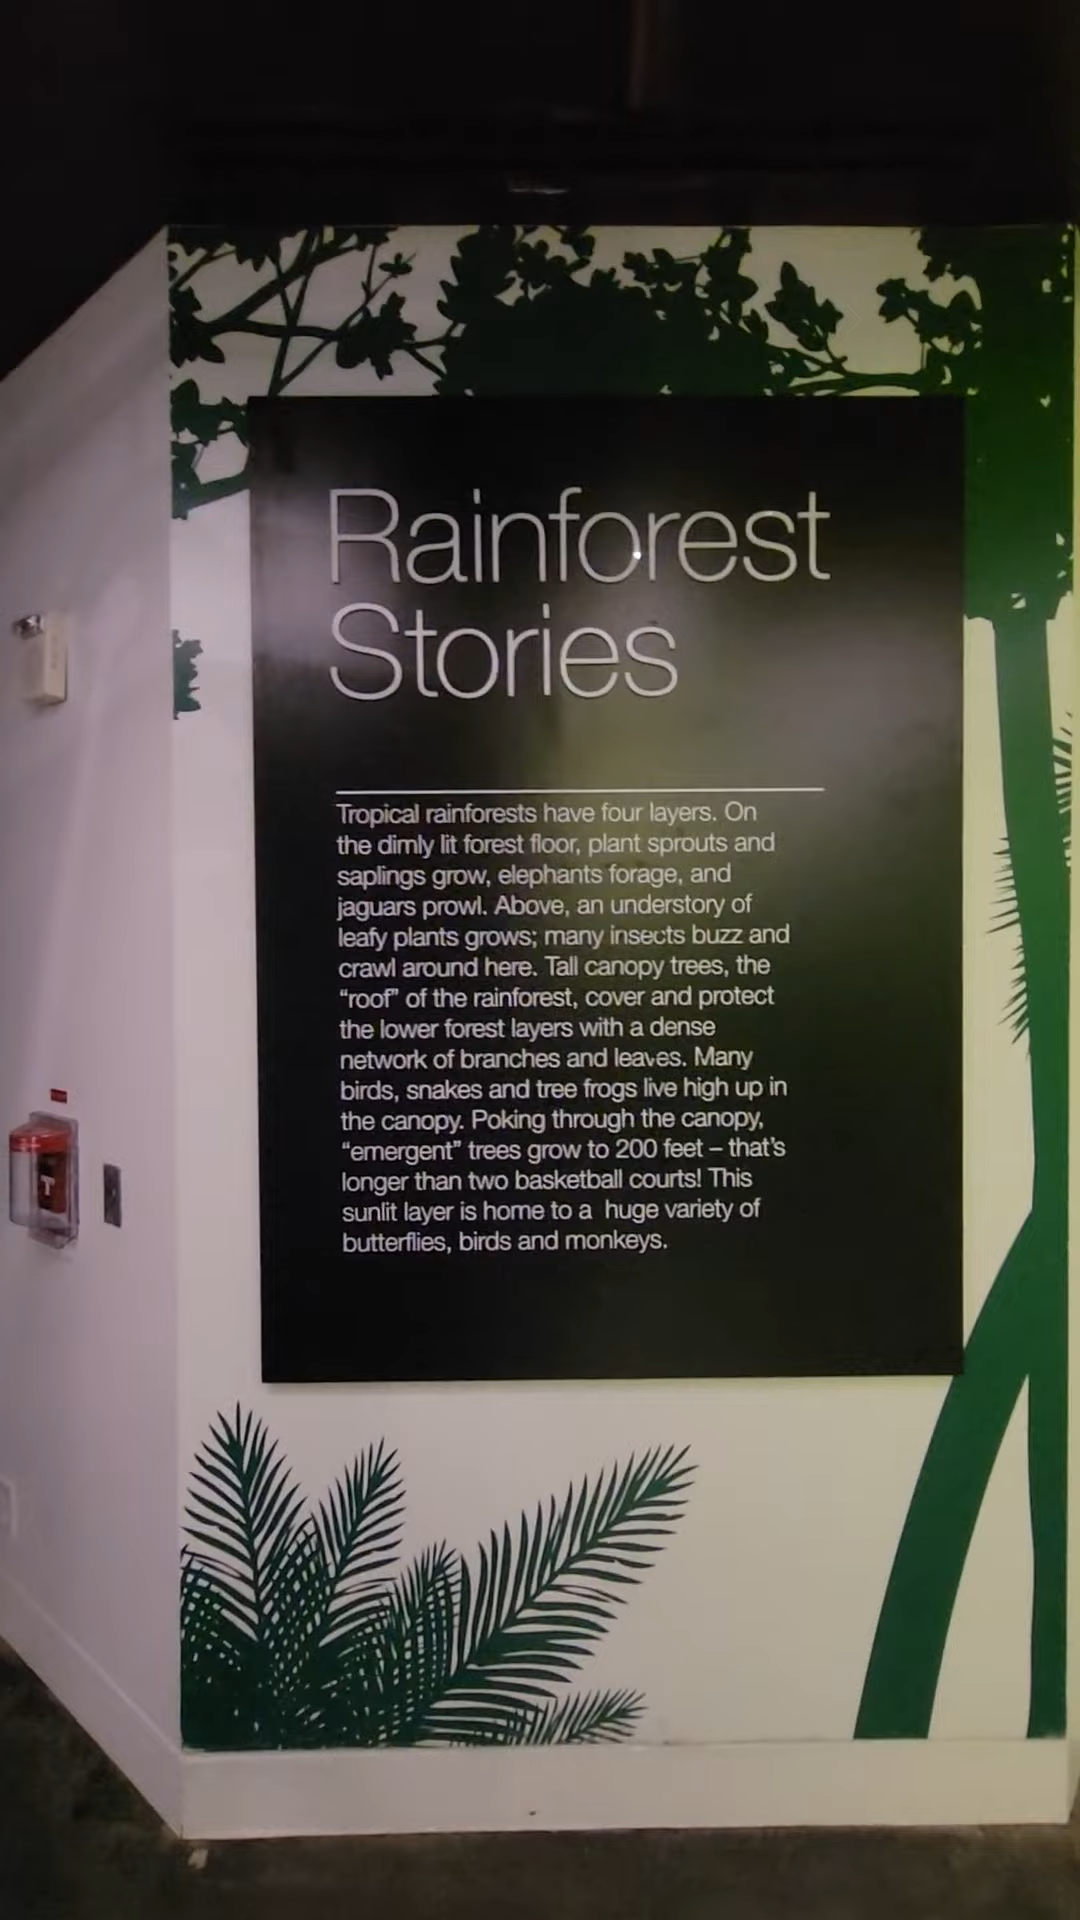 Rainforest
Stories
Tropical rainforests have four layers. On
the dimly lit forest floor, plant sprouts and
saplings grow, elephants forage, and
jaguars prowl. Above, an understory of
leafy plants grows; many insects buzz and
crawl around here. Tall canopy trees, the
“roof” of the rainforest, cover and protect
the lower forest layers with a dense
network of branches and leaves. Many
birds, snakes and tree frogs live high up in
the canopy. Poking through the canopy,
“emergent” trees grow to 200 feet – that’s
longer than two basketball courts! This
sunlit layer is home to a  huge variety of
butterflies, birds and monkeys.